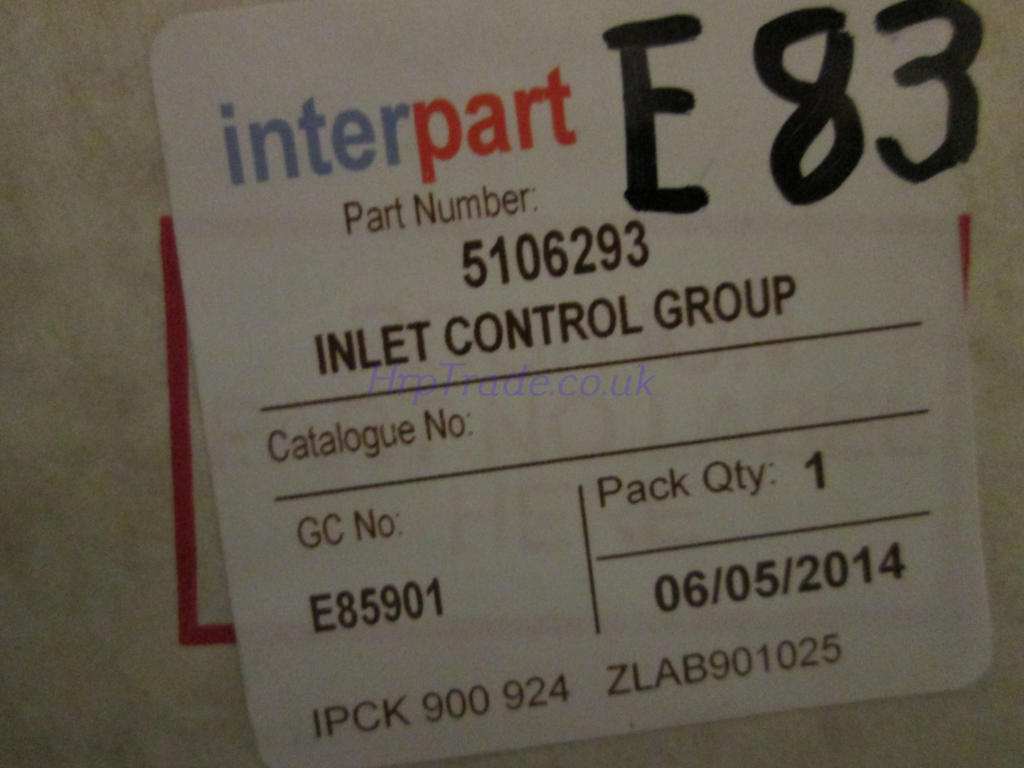 E 83
interpart
Part Number:
5106293
INLET CONTROL GROUP
HrpTrade.co.uk
Catalogue No:
GC No:
Pack Qty: 1
E85901
06/05/2014
IPCK 900 924 ZLAB901025